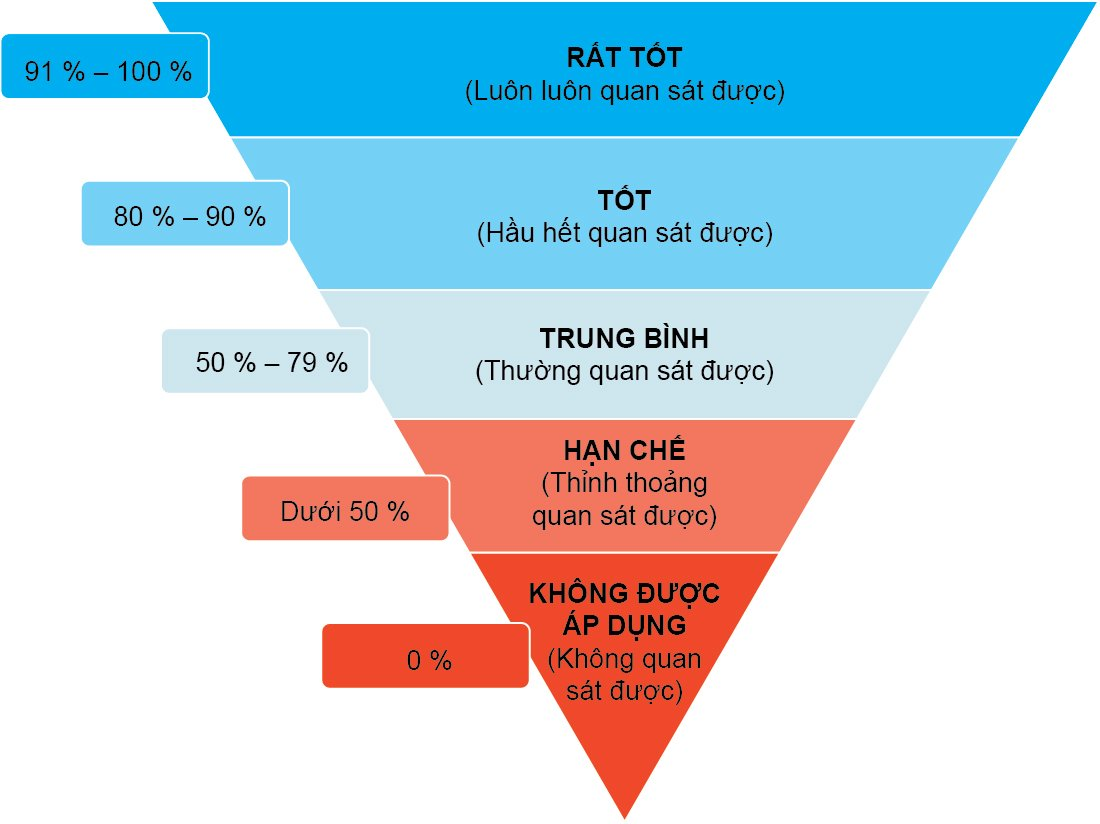 91 % – 100 %
RẤT TỐT
(Luôn luôn quan sát được)
80 % – 90 %
TỐT
(Hầu hết quan sát được)
50 % – 79 %
TRUNG BÌNH
(Thường quan sát được)
Dưới 50 %
HẠN CHẾ
(Thỉnh thoảng
quan sát được)
0 %
KHÔNG ĐƯỢC
ÁP DỤNG
(Không quan
sát được)